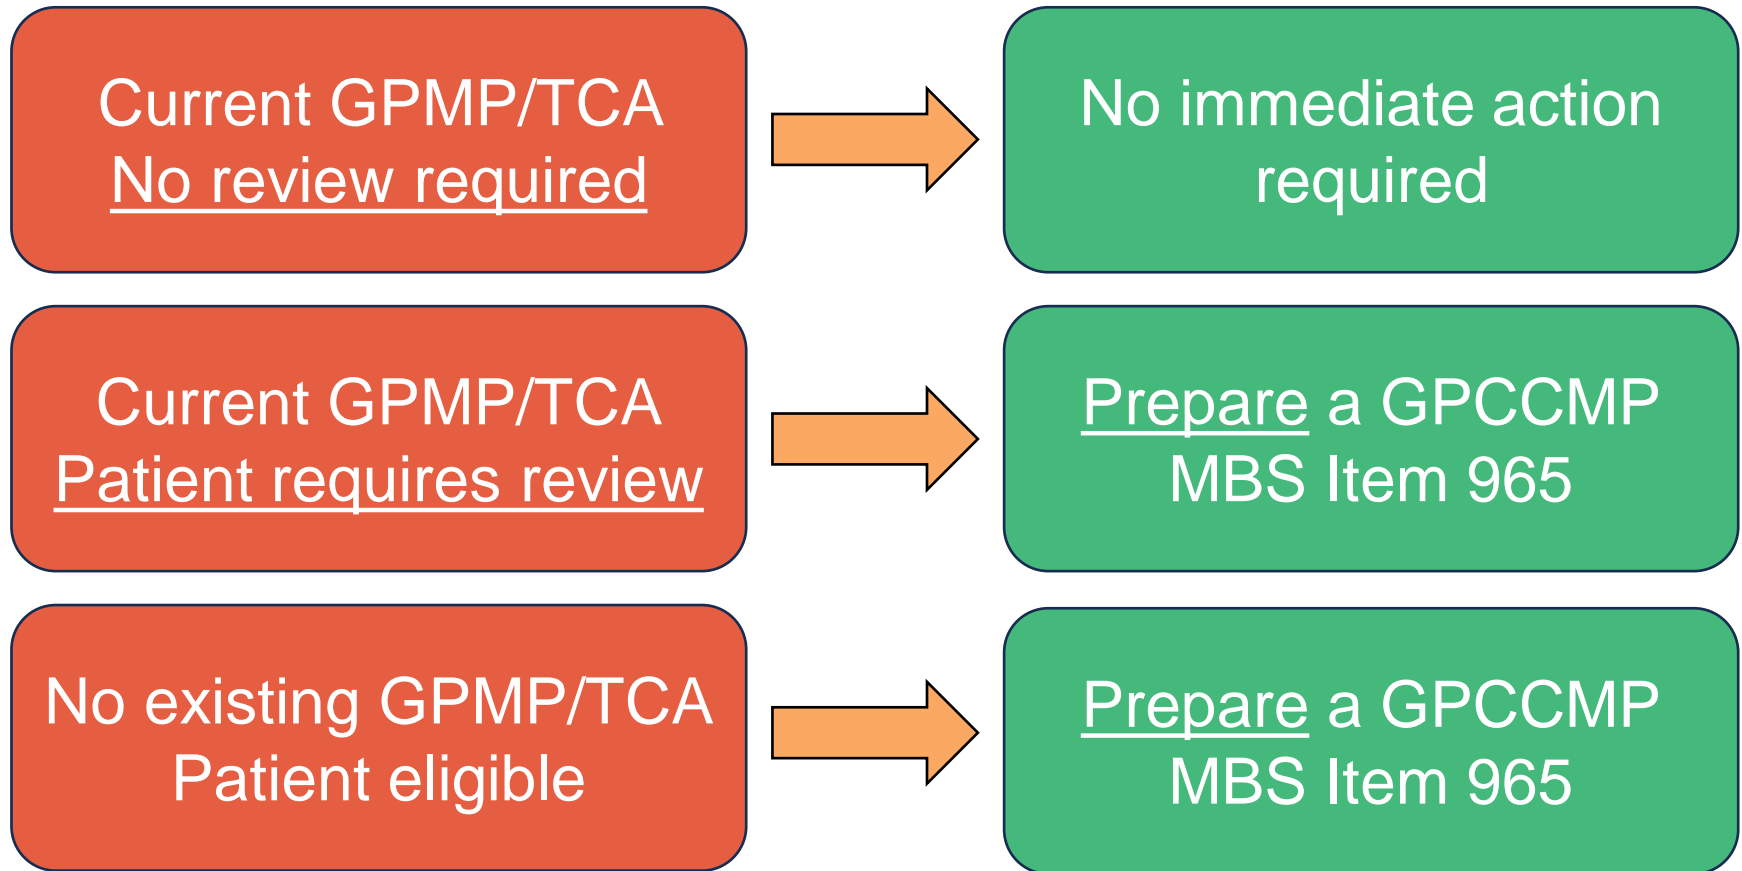 Current GPMP/TCA
No review required
No immediate action
required
Current GPMP/TCA
Patient requires review
Prepare a GPCCMP
MBS Item 965
No existing GPMP/TCA
Patient eligible
Prepare a GPCCMP
MBS Item 965